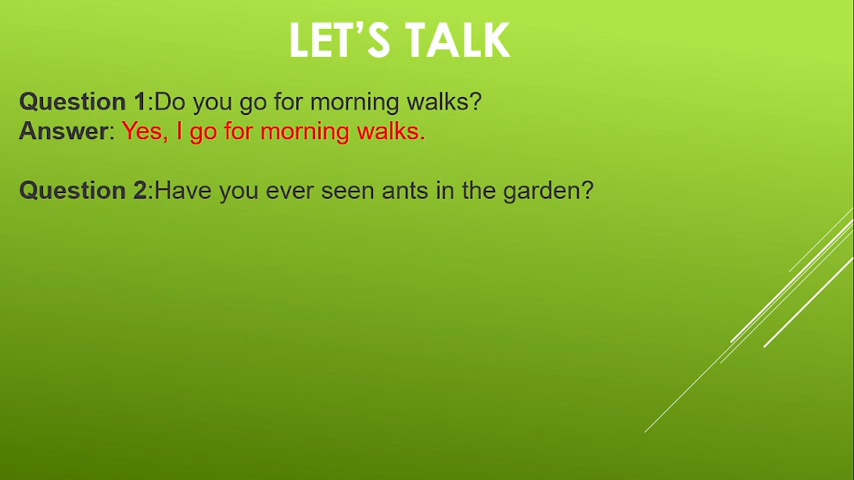 LET'S TALK
Question 1:Do you go for morning walks?
Answer: Yes, I go for morning walks.
Question 2:Have you ever seen ants in the garden?